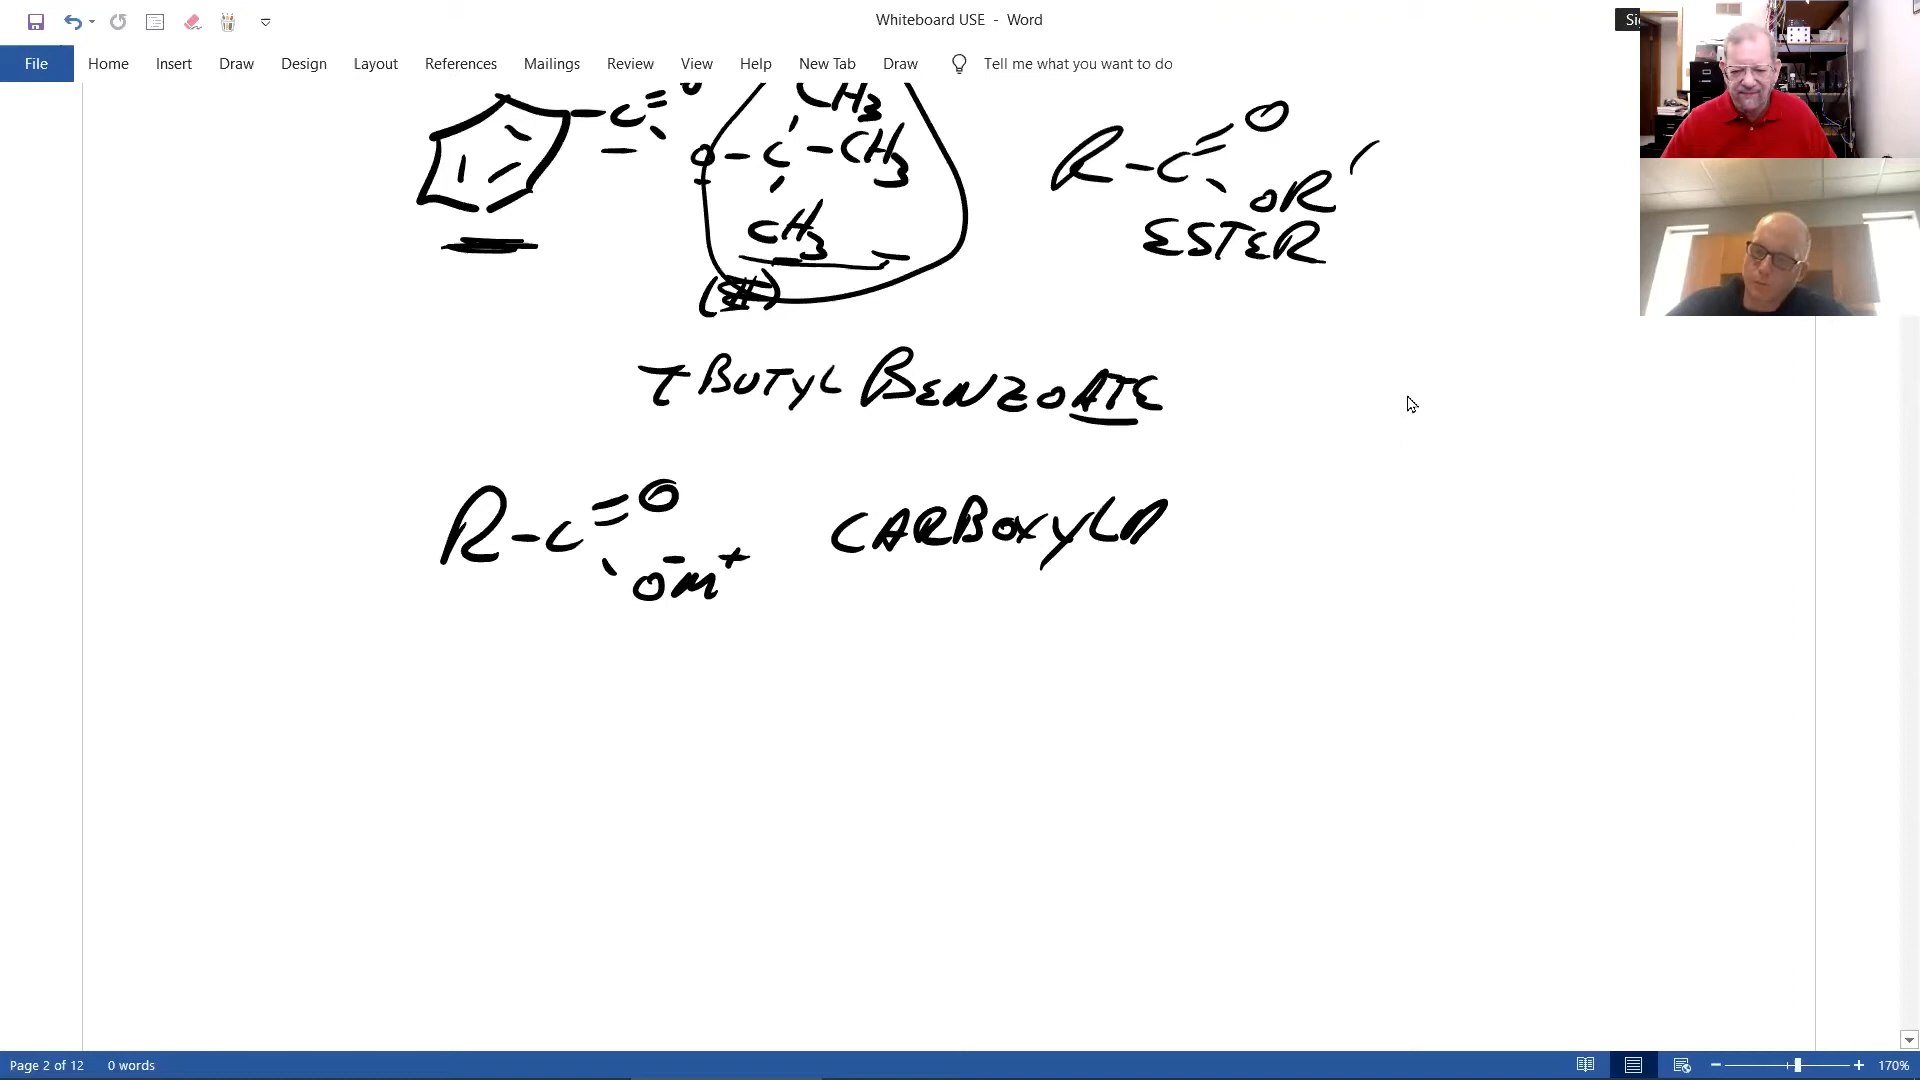 Whiteboard USE - Word
Si
File Home Insert Draw Design Layout References Mailings Review View Help New Tab Draw Tell me what you want to do
CH3
C=O
O-C-CH3
CH3
(H)
R-C=O
OR'
ESTER
T BUTYL BENZOATE
R-C=O
O-M+
CARBOXYLA
Page 2 of 12 0 words
170%